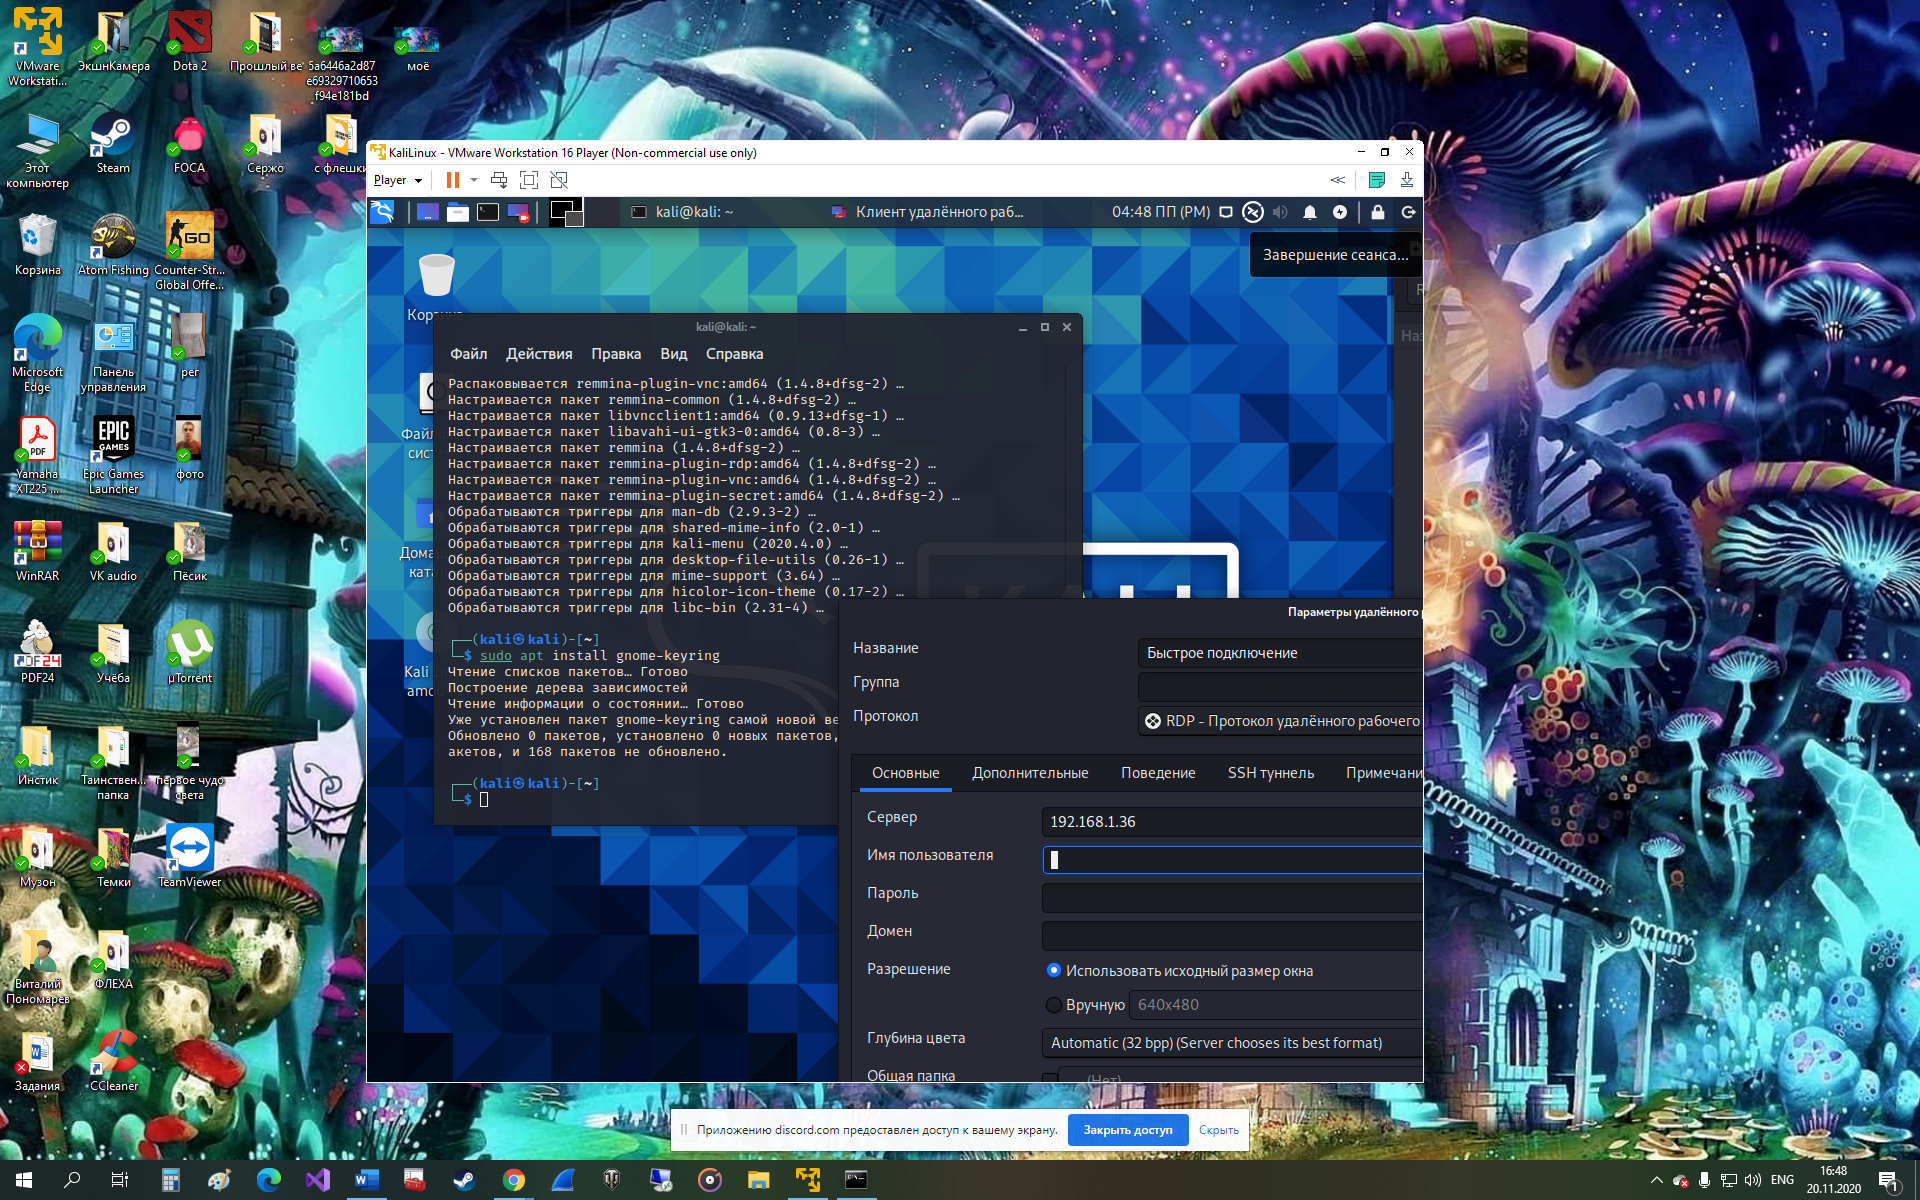 VMware
Workstati...
ЭкшнКамера
Dota 2
Прошлый ве
5a6446a2d87
e69329710653
f94e181bd
моё
Этот
компьютер
Steam
FOCA
Сержо
с флешки
Корзина
Atom Fishing
Counter-Str...
Global Offe...
GO
Microsoft
Edge
Панель
управления
рег
PDF
Yamaha
XT225 ...
EPIC
GAMES
Epic Games
Launcher
фото
WinRAR
VK audio
Пёсик
PDF24
Учёба
µTorrent
Инстик
Таинствен...
папка
первое чудо
света
Музон
Темки
TeamViewer
Виталий
Пономарев
ФЛЕХА
Задания
CCleaner
KaliLinux - VMware Workstation 16 Player (Non-commercial use only)
Player
kali@kali: ~
Клиент удалённого раб...
04:48 ПП (PM)
Завершение сеанса...
kali@kali: ~
Файл Действия Правка Вид Справка
Распаковывается remmina-plugin-vnc:amd64 (1.4.8+dfsg-2) …
Настраивается пакет remmina-common (1.4.8+dfsg-2) …
Настраивается пакет libvncclient1:amd64 (0.9.13+dfsg-1) …
Настраивается пакет libavahi-ui-gtk3-0:amd64 (0.8-3) …
Настраивается пакет remmina (1.4.8+dfsg-2) …
Настраивается пакет remmina-plugin-rdp:amd64 (1.4.8+dfsg-2) …
Настраивается пакет remmina-plugin-vnc:amd64 (1.4.8+dfsg-2) …
Настраивается пакет remmina-plugin-secret:amd64 (1.4.8+dfsg-2) …
Обрабатываются триггеры для man-db (2.9.3-2) …
Обрабатываются триггеры для shared-mime-info (2.0-1) …
Обрабатываются триггеры для kali-menu (2020.4.0) …
Обрабатываются триггеры для desktop-file-utils (0.26-1) …
Обрабатываются триггеры для mime-support (3.64) …
Обрабатываются триггеры для hicolor-icon-theme (0.17-2) …
Обрабатываются триггеры для libc-bin (2.31-4) …
(kali㉿kali)-[~]
$ sudo apt install gnome-keyring
Чтение списков пакетов… Готово
Построение дерева зависимостей
Чтение информации о состоянии… Готово
Уже установлен пакет gnome-keyring самой новой ве
Обновлено 0 пакетов, установлено 0 новых пакетов,
акетов, и 168 пакетов не обновлено.
(kali㉿kali)-[~]
$
Параметры удалённого
Название
Быстрое подключение
Группа
Протокол
RDP - Протокол удалённого рабочего
Основные Дополнительные Поведение SSH туннель Примечани
Сервер
192.168.1.36
Имя пользователя
Пароль
Домен
Разрешение
Использовать исходный размер окна
Вручную 640x480
Глубина цвета
Automatic (32 bpp) (Server chooses its best format)
Общая папка
(Нет)
Приложению discord.com предоставлен доступ к вашему экрану.
Закрыть доступ
Скрыть
ENG
16:48
20.11.2020
1